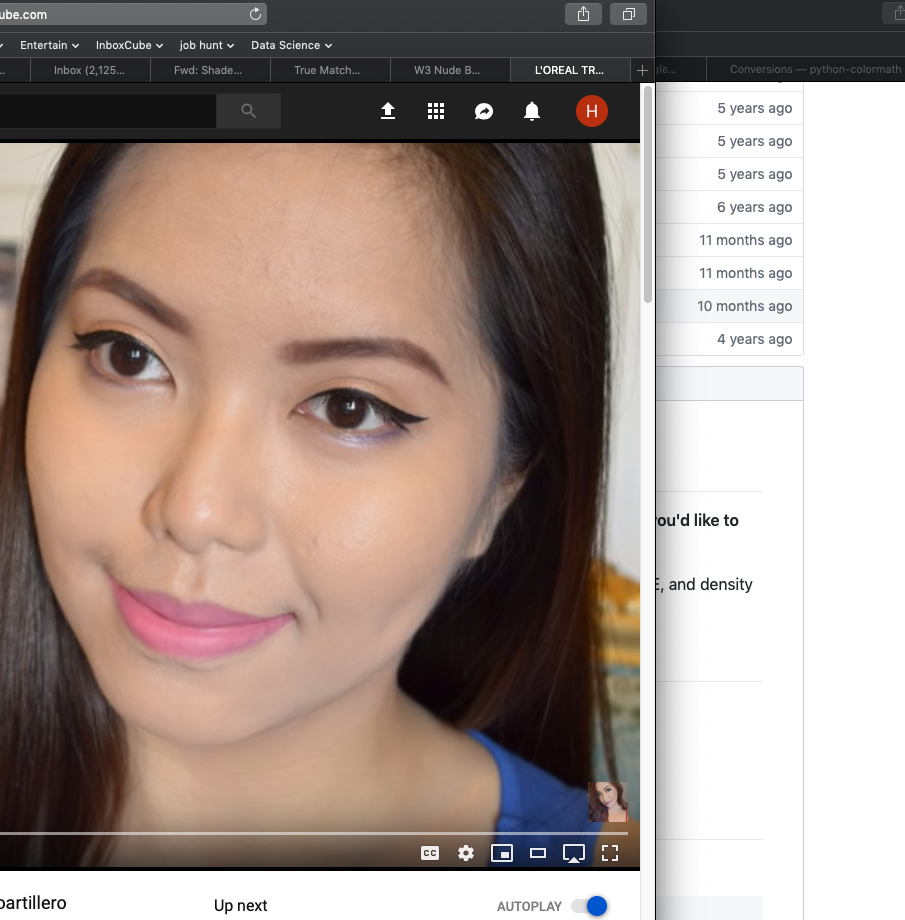 ube.com
Entertain InboxCube job hunt Data Science
Inbox (2,125... Fwd: Shade... True Match... W3 Nude B... L'OREAL TR... + gle... Conversions — python-colormath
H
5 years ago
5 years ago
5 years ago
6 years ago
11 months ago
11 months ago
10 months ago
4 years ago
ou'd like to
E, and density
CC
partillero
Up next
AUTOPLAY